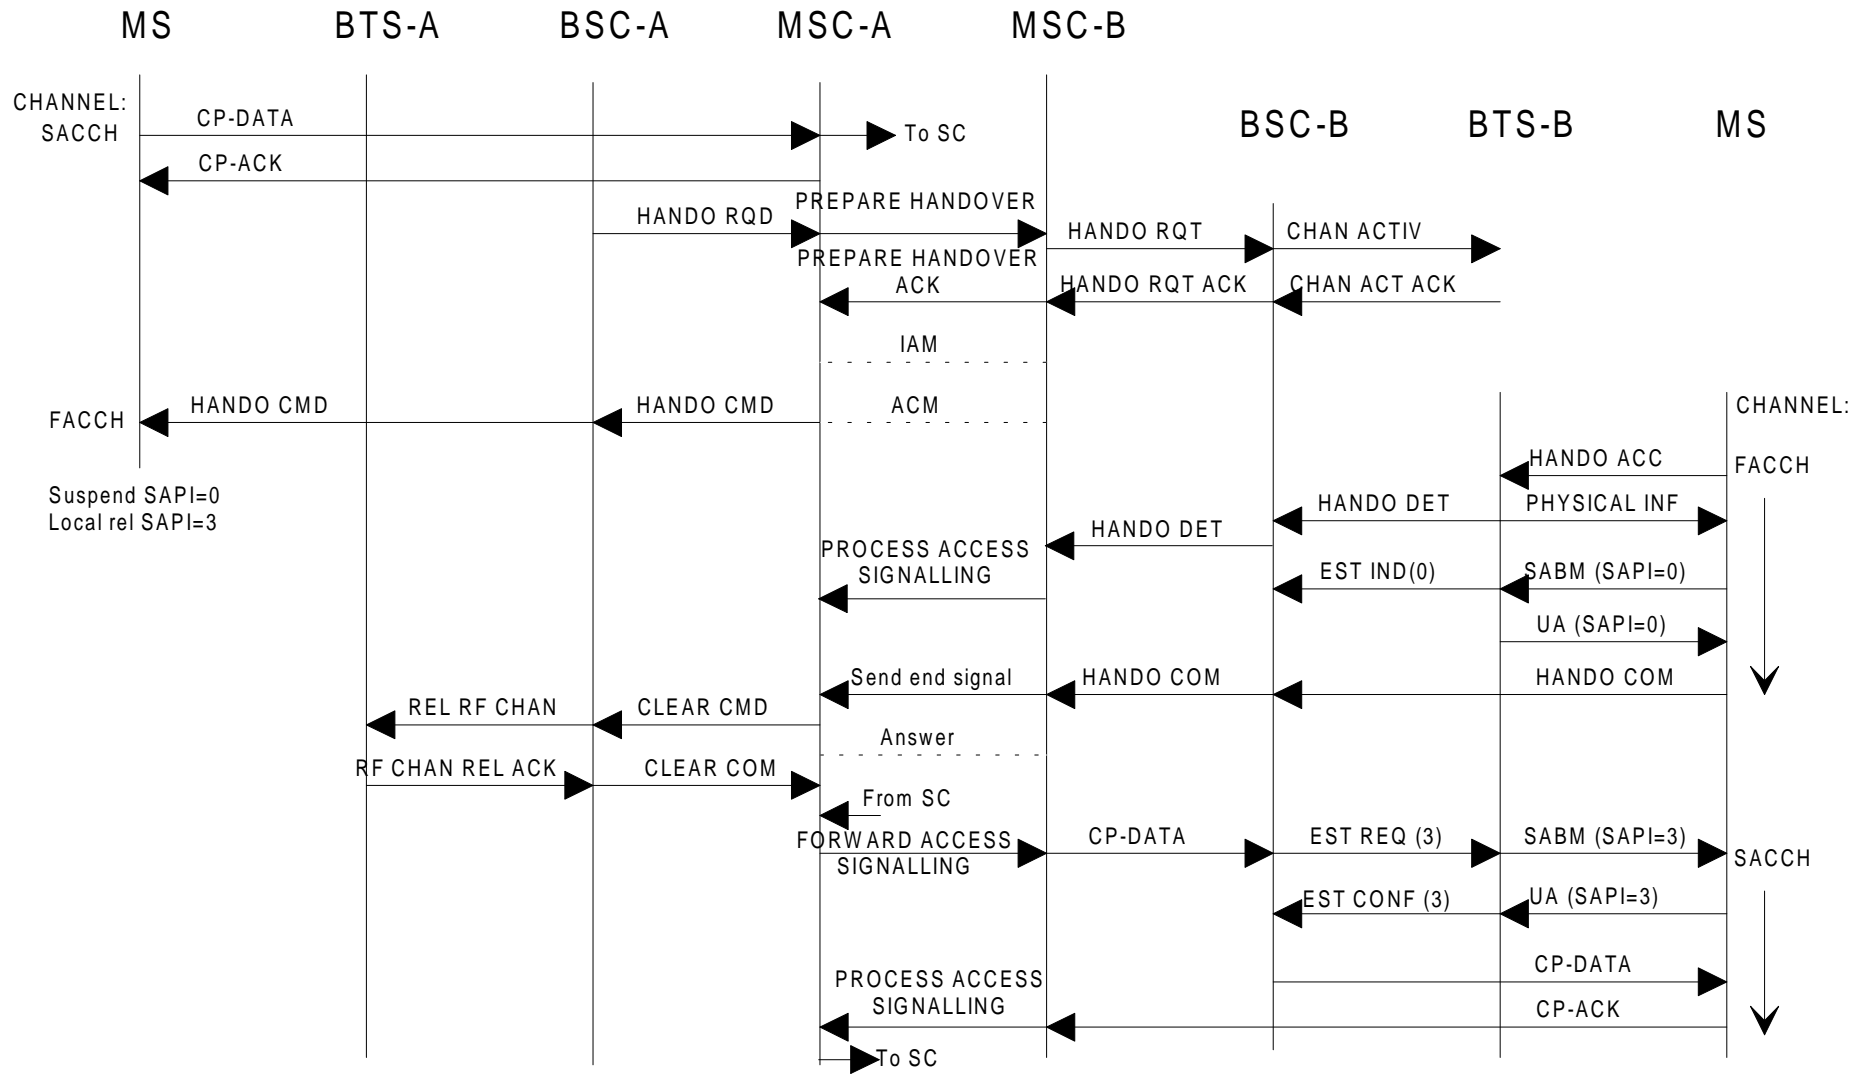 MS BTS-A BSC-A MSC-A MSC-B
CHANNEL:
SACCH
CP-DATA
To SC
BSC-B BTS-B MS
CP-ACK
PREPARE HANDOVER
HANDO RQD
HANDO RQT
CHAN ACTIV
PREPARE HANDOVER
ACK
HANDO RQT ACK
CHAN ACT ACK
IAM
FACCH
HANDO CMD
HANDO CMD
ACM
CHANNEL:
HANDO ACC
FACCH
Suspend SAPI=0
Local rel SAPI=3
HANDO DET
PHYSICAL INF
HANDO DET
PROCESS ACCESS
SIGNALLING
EST IND(0)
SABM (SAPI=0)
UA (SAPI=0)
Send end signal
HANDO COM
HANDO COM
REL RF CHAN
CLEAR CMD
Answer
RF CHAN REL ACK
CLEAR COM
From SC
FORWARD ACCESS
SIGNALLING
CP-DATA
EST REQ (3)
SABM (SAPI=3)
SACCH
EST CONF (3)
UA (SAPI=3)
CP-DATA
PROCESS ACCESS
SIGNALLING
CP-ACK
To SC